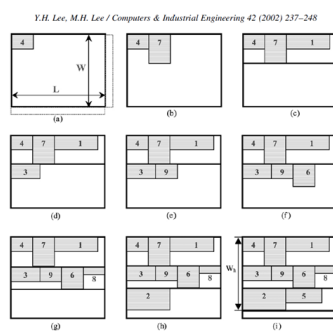 Y.H. Lee, M.H. Lee / Computers & Industrial Engineering 42 (2002) 237–248
4
W
L
(a)
4 7
(b)
4 7 1
(c)
4 7 1
3
(d)
4 7 1
3 9
(e)
4 7 1
3 9 6
(f)
4 7 1
3 9 6 8
(g)
4 7 1
3 9 6 8
2
(h)
4 7 1
3 9 6 8
2 5
(i)